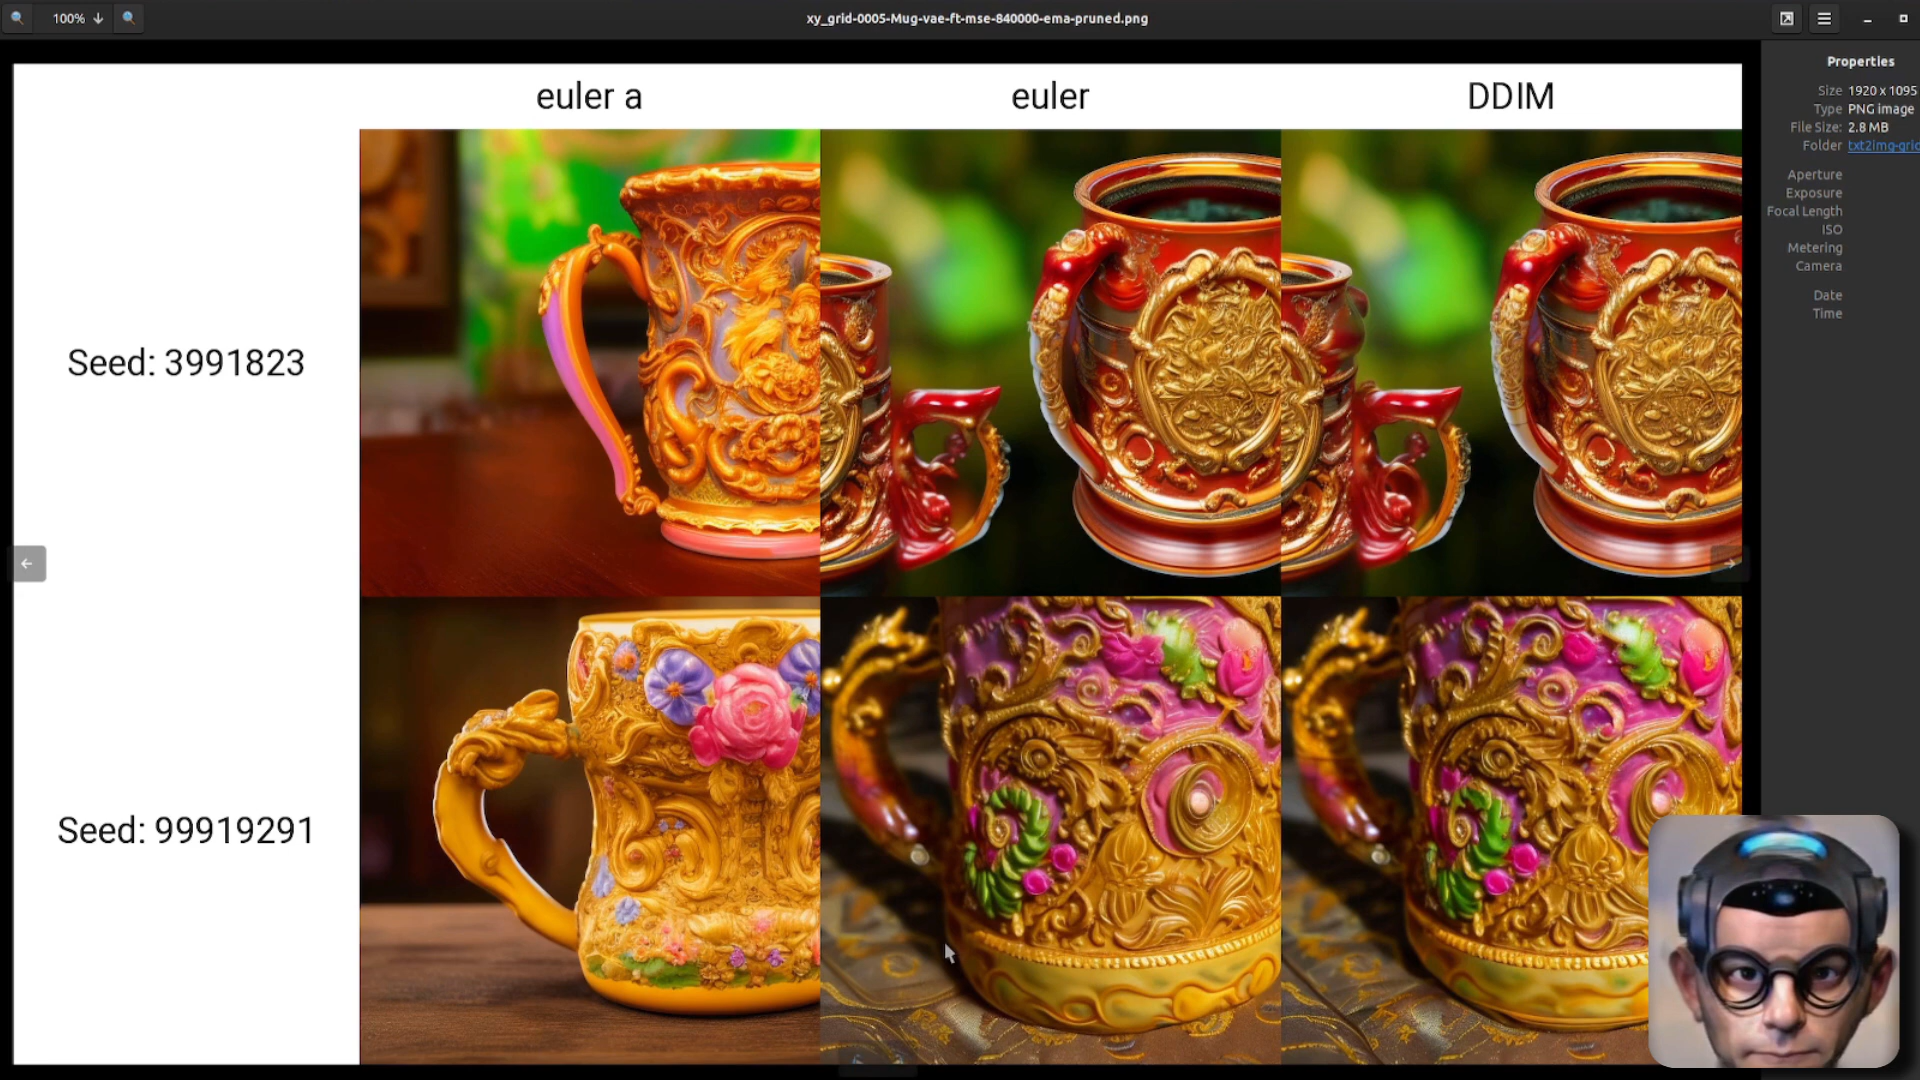 100%
xy_grid-0005-Mug-vae-ft-mse-840000-ema-pruned.png
Properties
Size 1920 x 1095
Type PNG image
File Size: 2.8 MB
Folder txt2img-grid
Aperture
Exposure
Focal Length
ISO
Metering
Camera
Date
Time
euler a
euler
DDIM
Seed: 3991823
Seed: 99919291